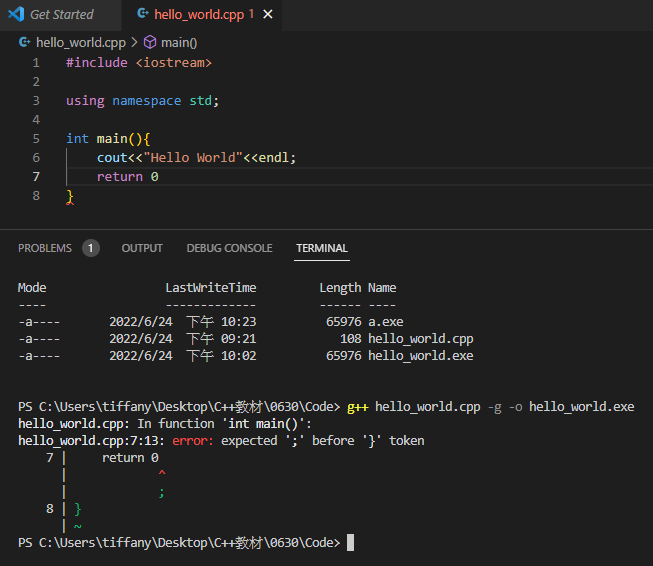 Get Started hello_world.cpp 1
hello_world.cpp > main()
1 #include <iostream>
2
3 using namespace std;
4
5 int main(){
6 cout<<"Hello World"<<endl;
7 return 0
8 }
PROBLEMS 1 OUTPUT DEBUG CONSOLE TERMINAL
Mode LastWriteTime Length Name
---- ------------- ------ ----
-a---- 2022/6/24 下午 10:23 65976 a.exe
-a---- 2022/6/24 下午 09:21 108 hello_world.cpp
-a---- 2022/6/24 下午 10:02 65976 hello_world.exe
PS C:\Users\tiffany\Desktop\C++教材\0630\Code> g++ hello_world.cpp -g -o hello_world.exe
hello_world.cpp: In function 'int main()':
hello_world.cpp:7:13: error: expected ';' before '}' token
7 | return 0
| ^
| ;
8 | }
| ~
PS C:\Users\tiffany\Desktop\C++教材\0630\Code>